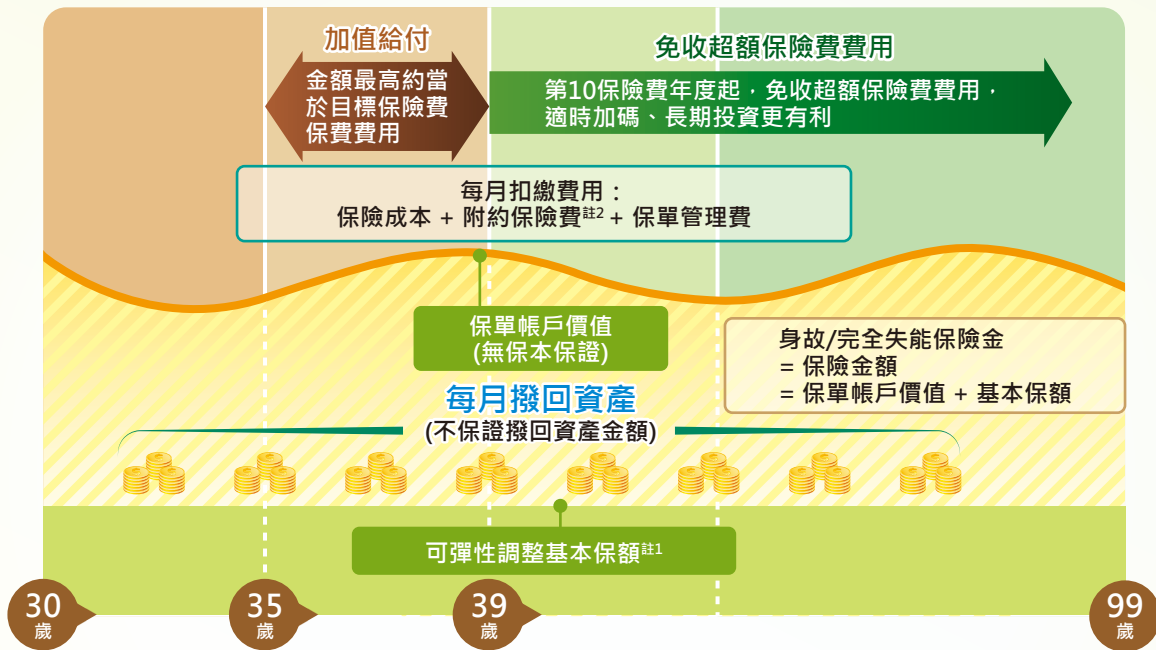 加值給付
金額最高約當
於目標保險費
保費費用
免收超額保險費費用
第10保險費年度起，免收超額保險費費用，
適時加碼、長期投資更有利
每月扣繳費用：
保險成本 + 附約保險費註2 + 保單管理費
保單帳戶價值
(無保本保證)
身故/完全失能保險金
= 保險金額
= 保單帳戶價值 + 基本保額
每月撥回資產
(不保證撥回資產金額)
可彈性調整基本保額註1
30
歲
35
歲
39
歲
99
歲